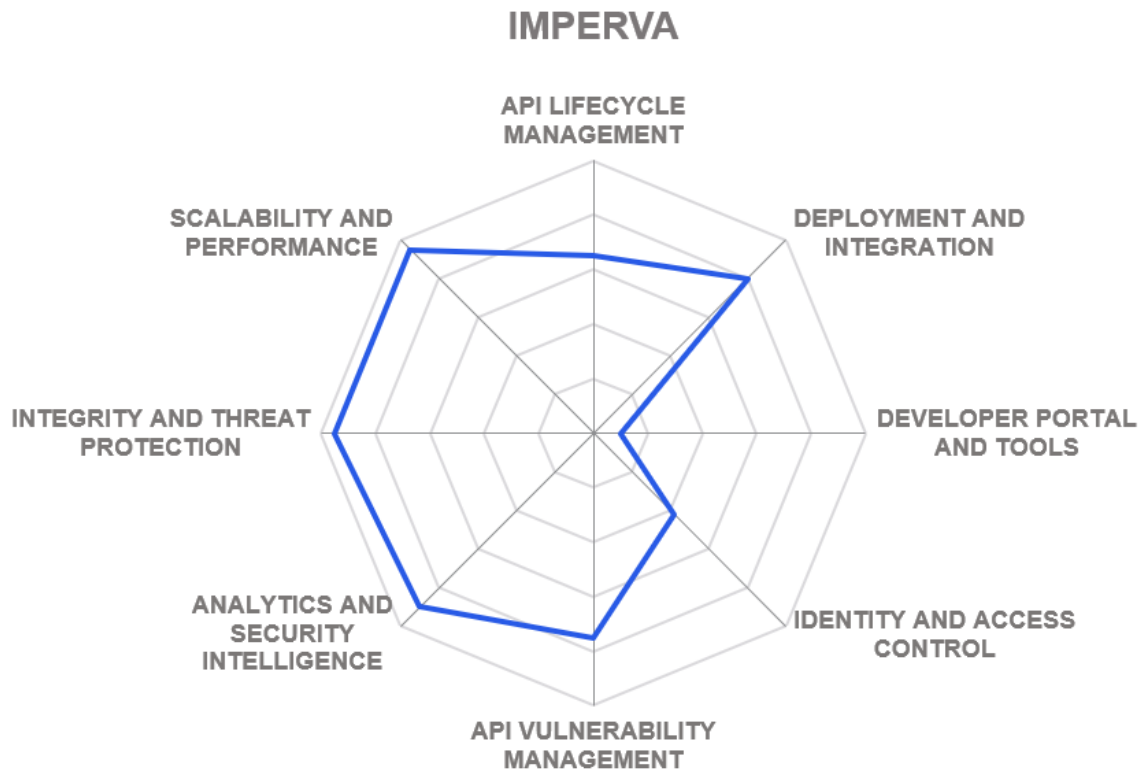 IMPERVA
API LIFECYCLE
MANAGEMENT
DEPLOYMENT AND
INTEGRATION
DEVELOPER PORTAL
AND TOOLS
IDENTITY AND ACCESS
CONTROL
API VULNERABILITY
MANAGEMENT
ANALYTICS AND
SECURITY
INTELLIGENCE
INTEGRITY AND THREAT
PROTECTION
SCALABILITY AND
PERFORMANCE